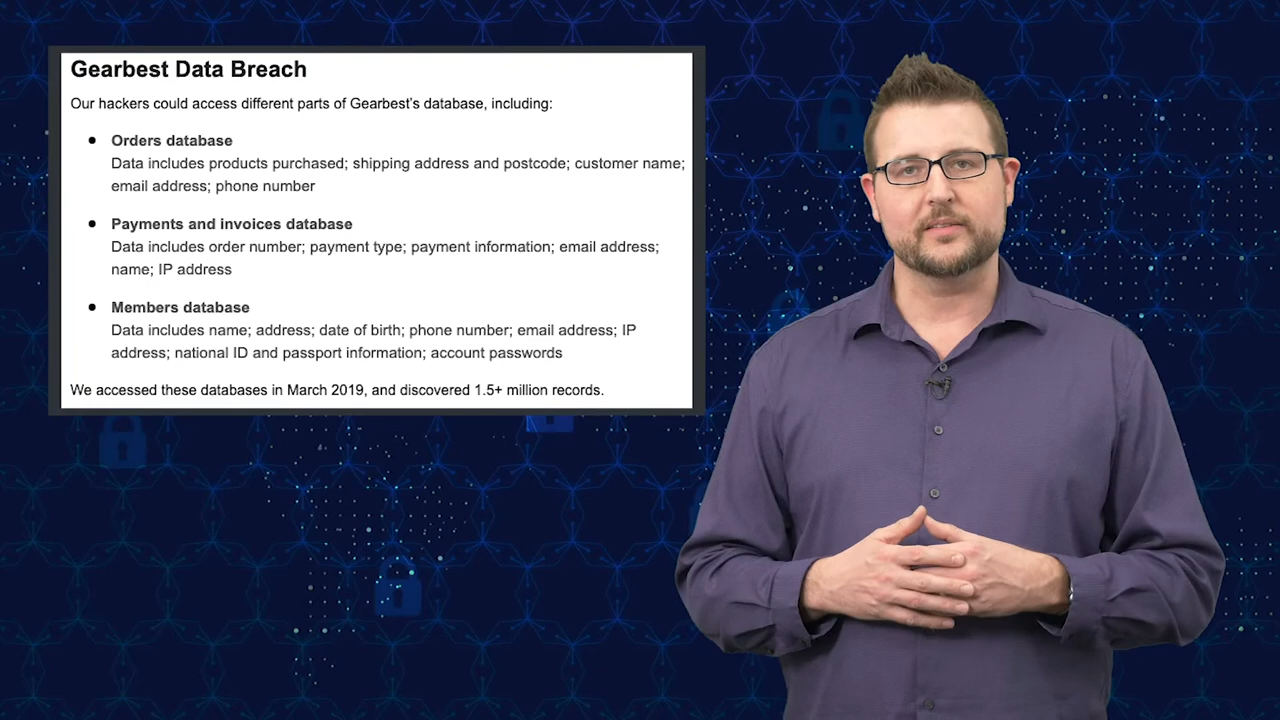 Gearbest Data Breach
Our hackers could access different parts of Gearbest's database, including:
● Orders database
Data includes products purchased; shipping address and postcode; customer name;
email address; phone number
● Payments and invoices database
Data includes order number; payment type; payment information; email address;
name; IP address
● Members database
Data includes name; address; date of birth; phone number; email address; IP
address; national ID and passport information; account passwords
We accessed these databases in March 2019, and discovered 1.5+ million records.